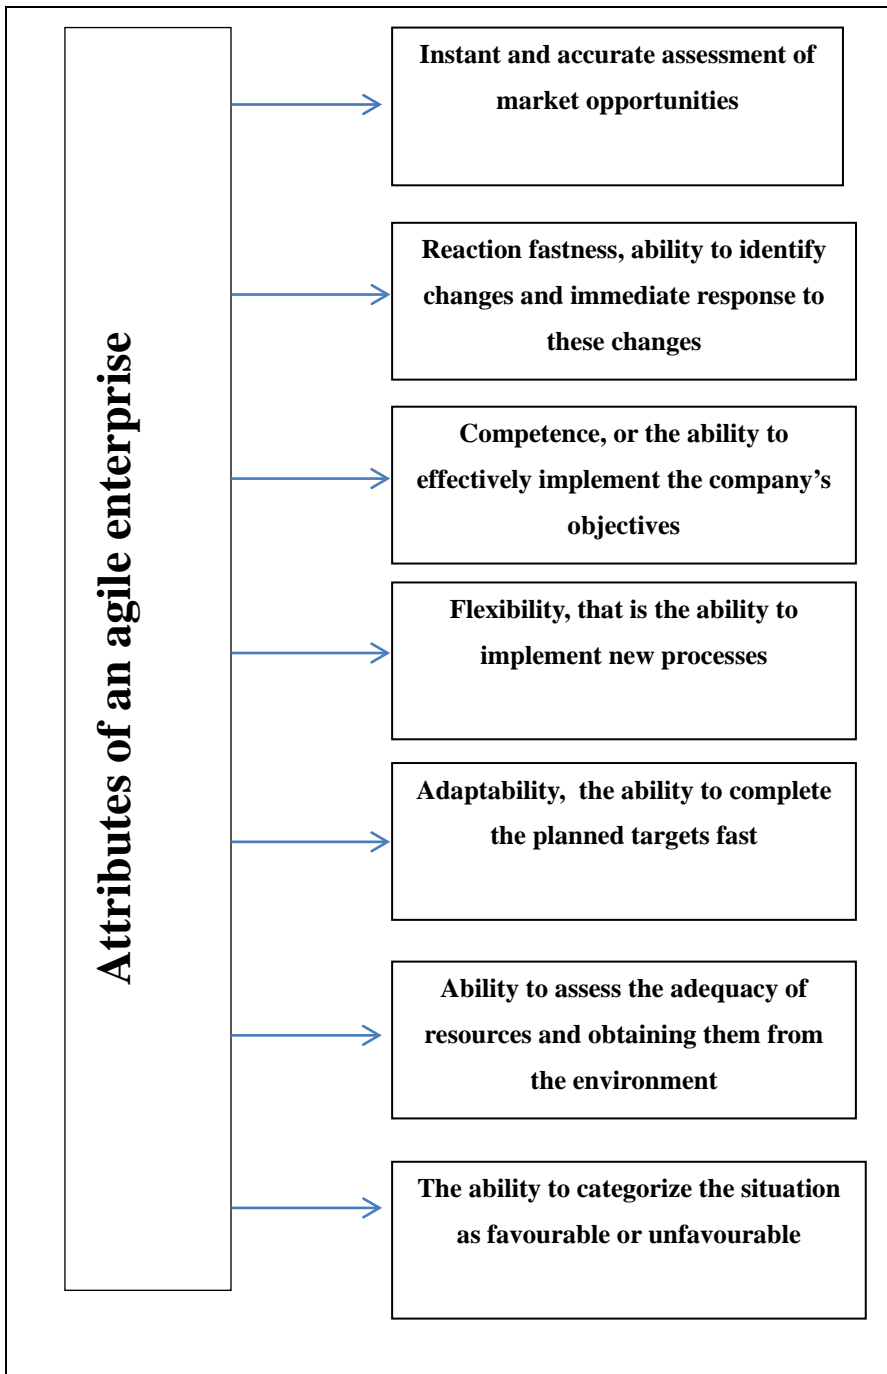 Attributes of an agile enterprise
Instant and accurate assessment of
market opportunities
Reaction fastness, ability to identify
changes and immediate response to
these changes
Competence, or the ability to
effectively implement the company’s
objectives
Flexibility, that is the ability to
implement new processes
Adaptability,  the ability to complete
the planned targets fast
Ability to assess the adequacy of
resources and obtaining them from
the environment
The ability to categorize the situation
as favourable or unfavourable